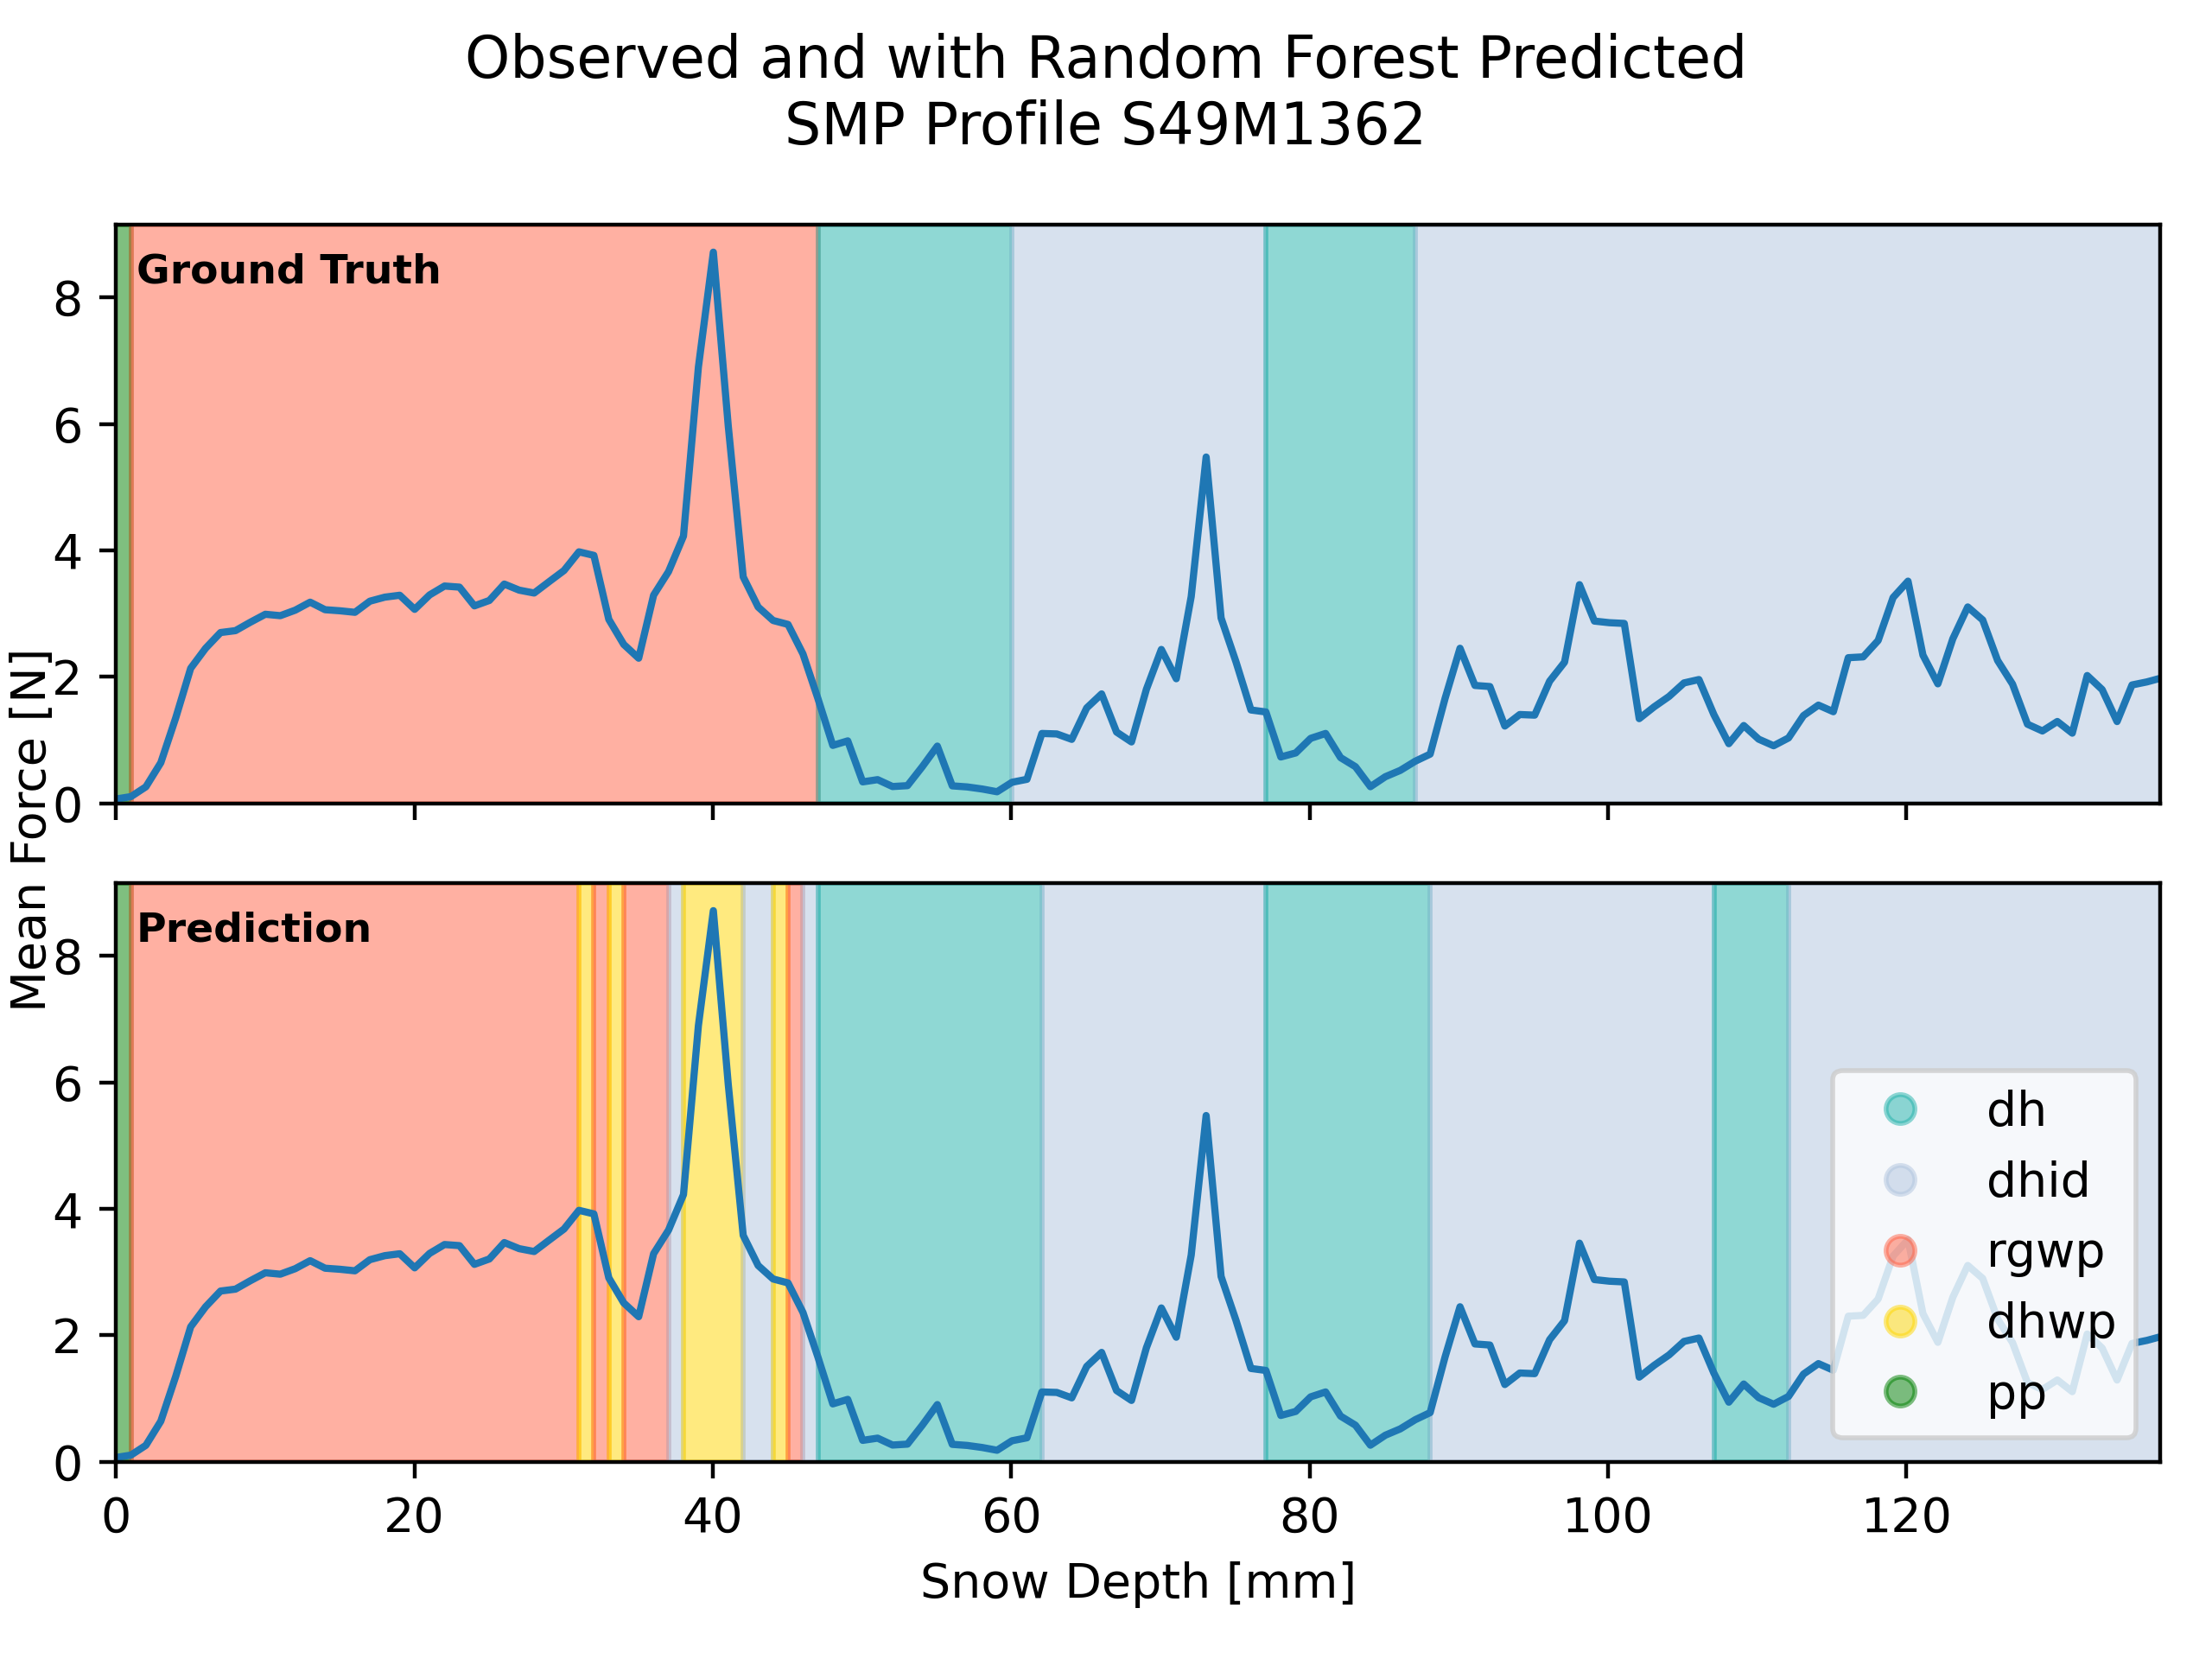 Observed and with Random Forest Predicted
SMP Profile S49M1362
Mean Force [N]
Ground Truth
8
6
4
2
0
Prediction
8
6
4
2
0
dh
dhid
rgwp
dhwp
pp
0 20 40 60 80 100 120
Snow Depth [mm]